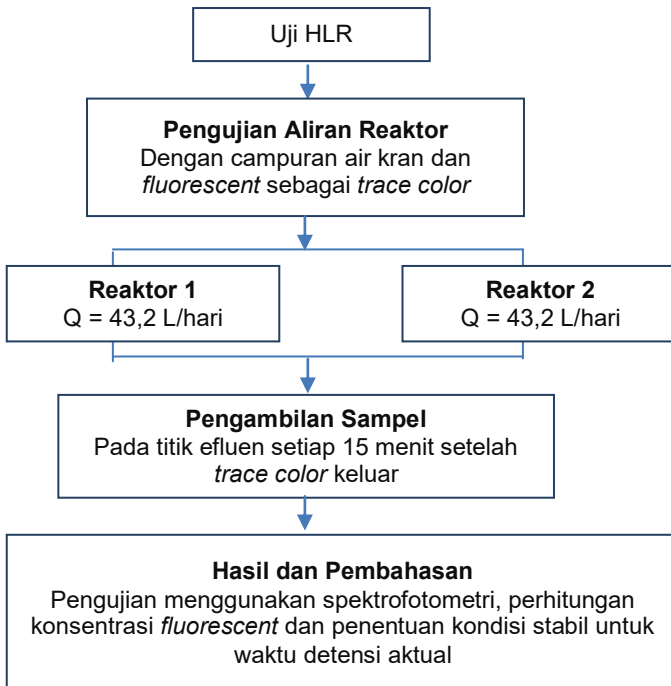 Uji HLR
Pengujian Aliran Reaktor
Dengan campuran air kran dan
fluorescent sebagai trace color
Reaktor 1
Q = 43,2 L/hari
Reaktor 2
Q = 43,2 L/hari
Pengambilan Sampel
Pada titik efluen setiap 15 menit setelah
trace color keluar
Hasil dan Pembahasan
Pengujian menggunakan spektrofotometri, perhitungan
konsentrasi fluorescent dan penentuan kondisi stabil untuk
waktu detensi aktual